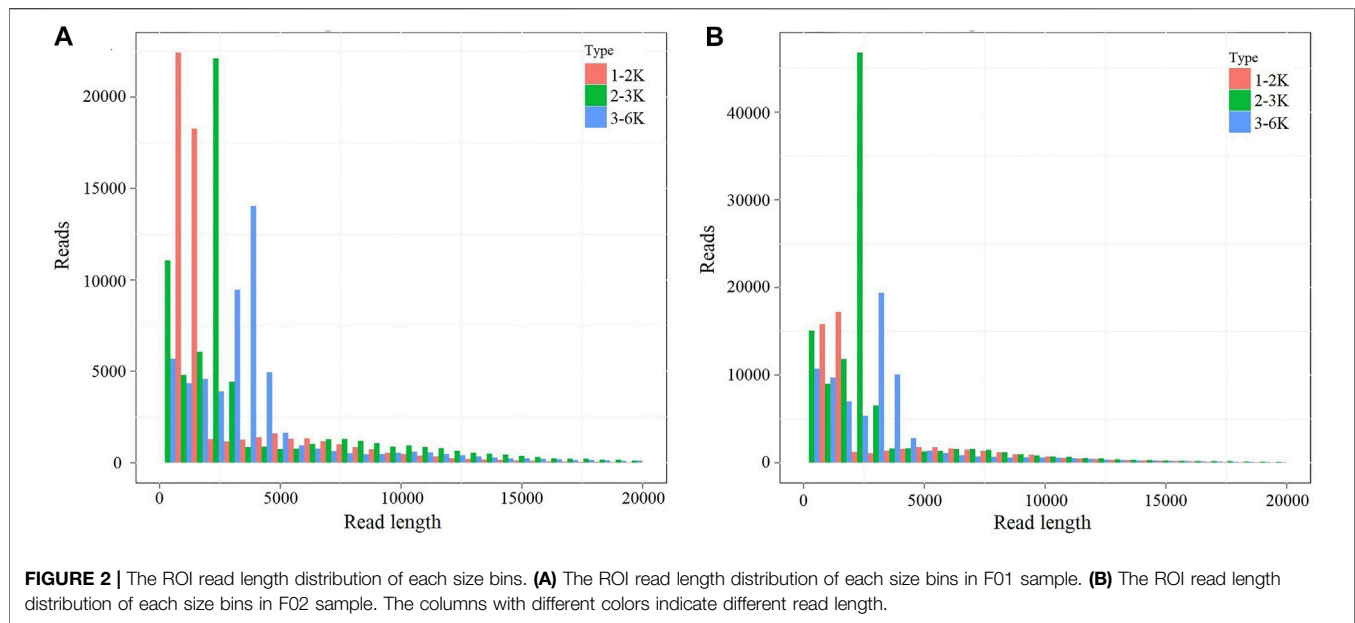 A
Type
1-2K
2-3K
3-6K
20000
15000
10000
5000
0
Reads
0
5000
10000
15000
20000
Read length
B
Type
1-2K
2-3K
3-6K
40000
30000
20000
10000
0
Reads
0
5000
10000
15000
20000
Read length
FIGURE 2 | The ROI read length distribution of each size bins. (A) The ROI read length distribution of each size bins in F01 sample. (B) The ROI read length
distribution of each size bins in F02 sample. The columns with different colors indicate different read length.